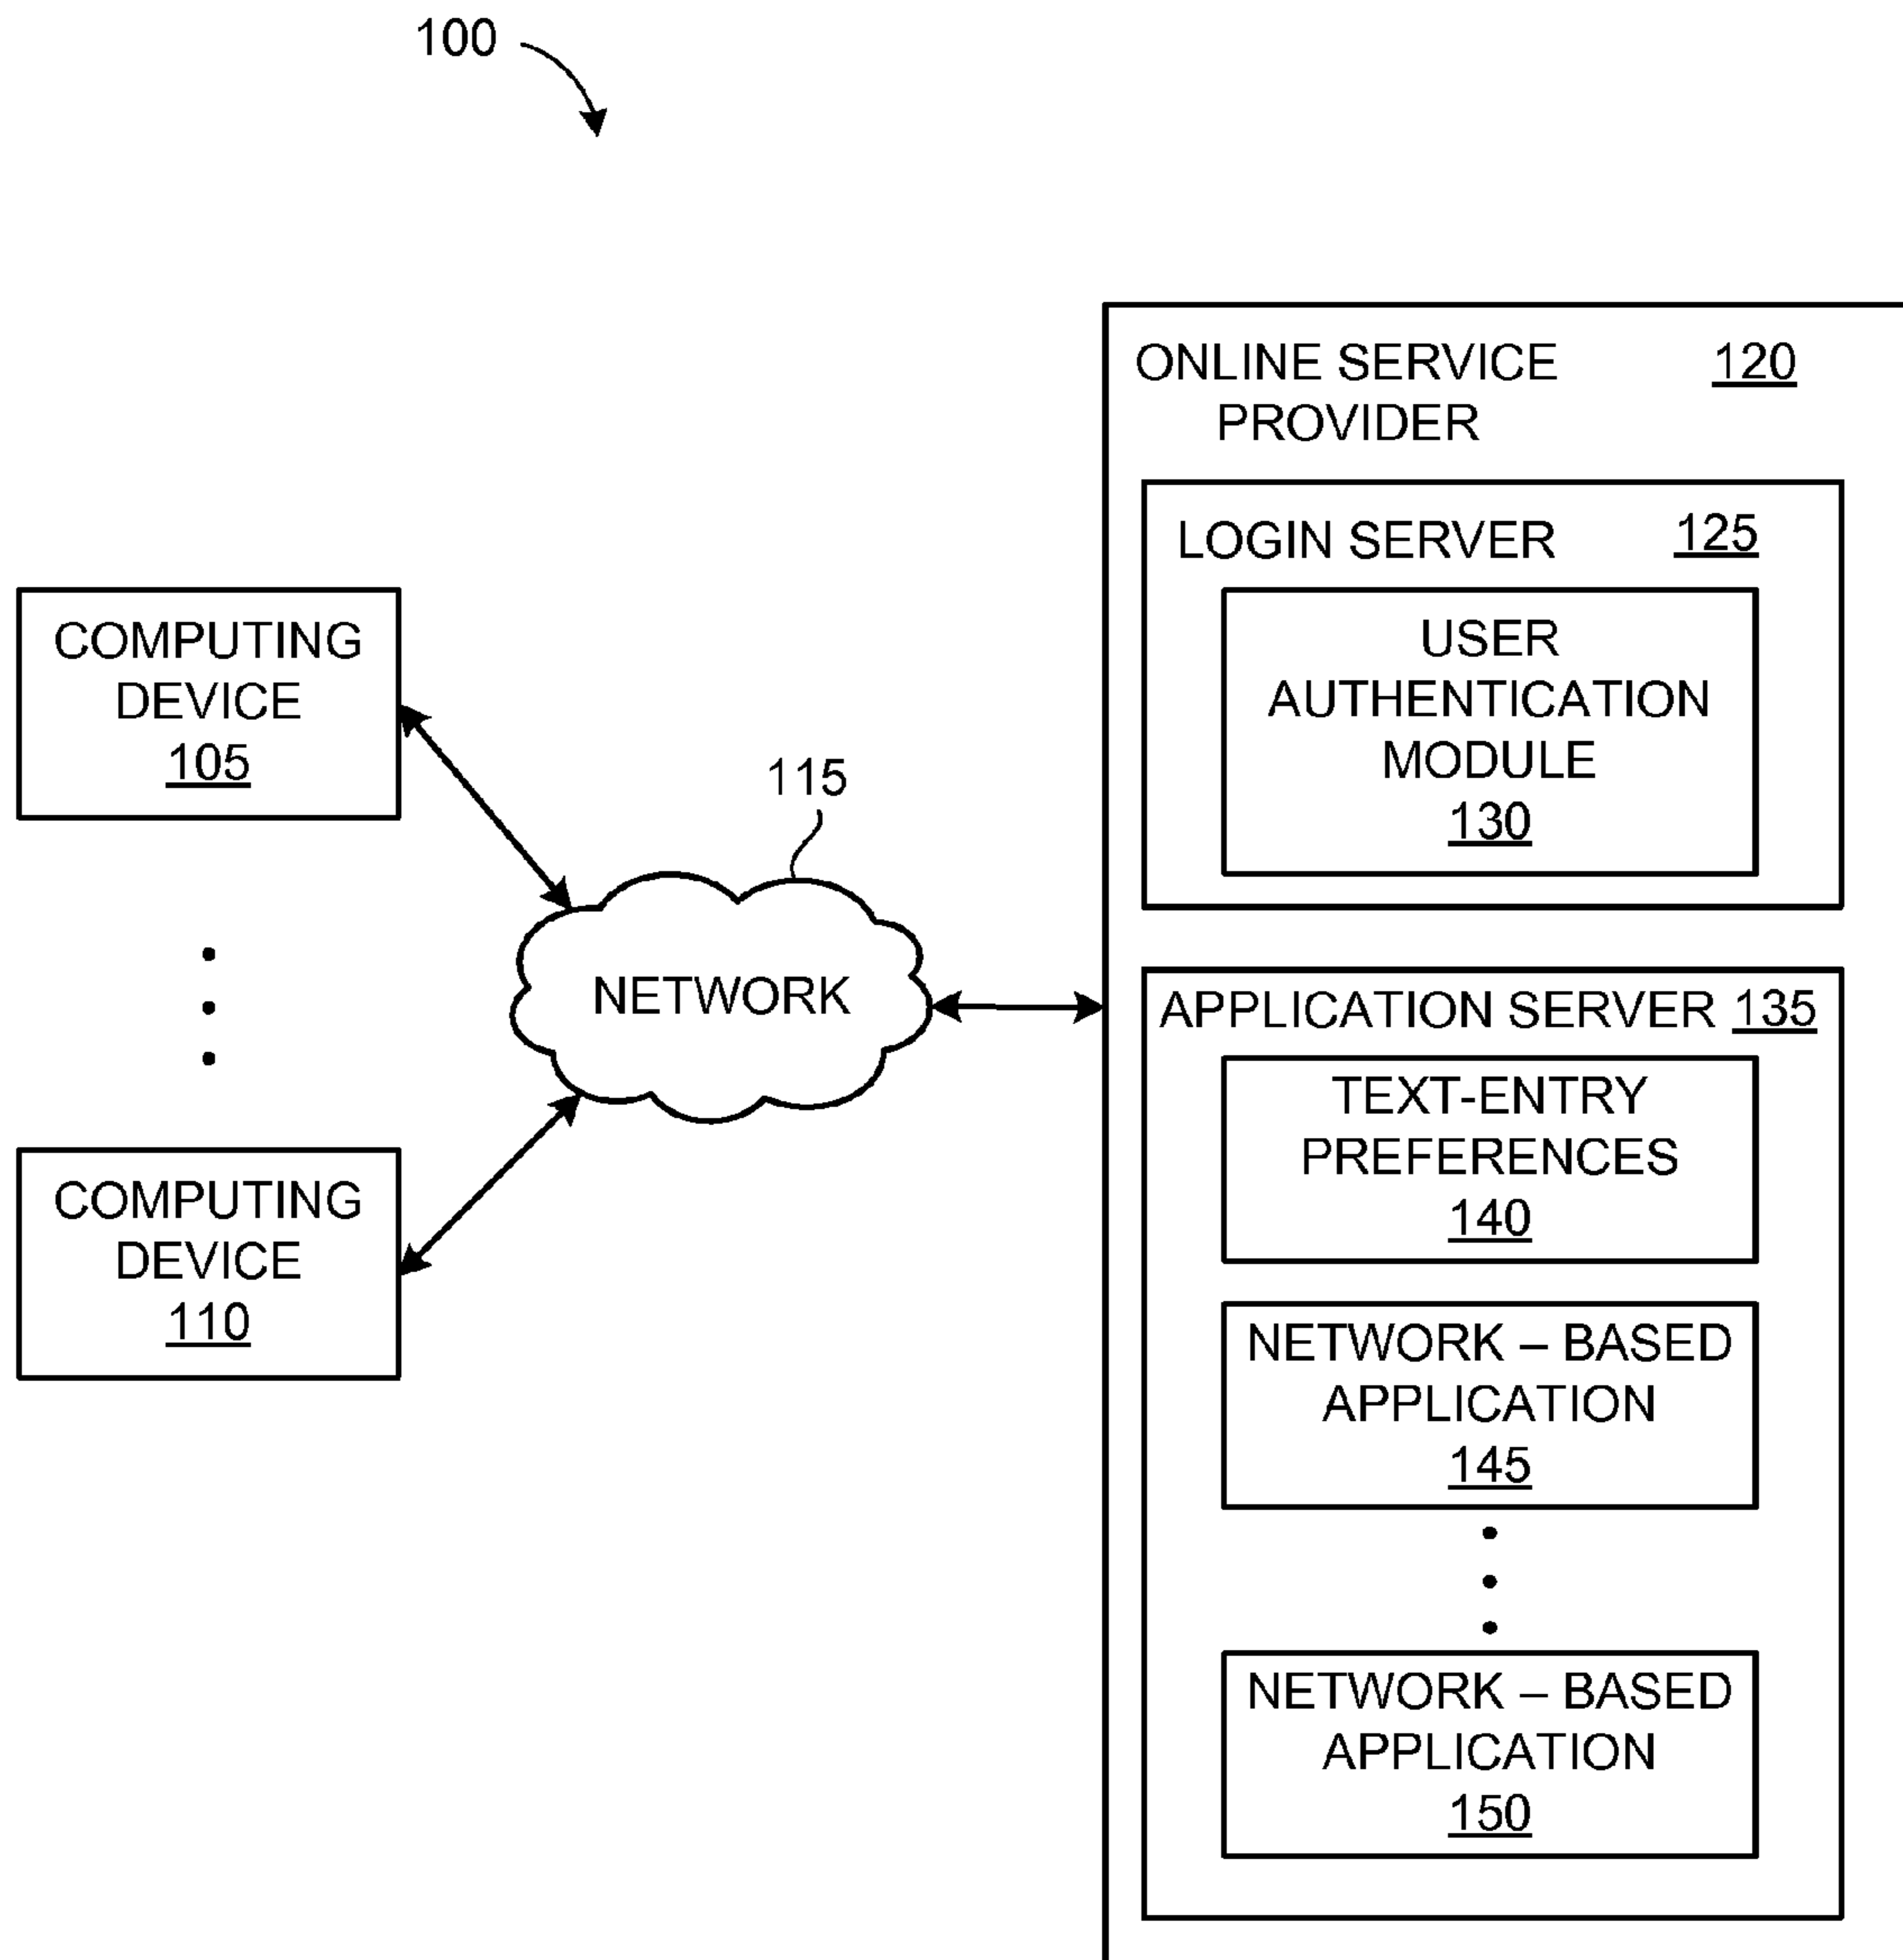 100
ONLINE SERVICE 120
PROVIDER
LOGIN SERVER 125
USER
AUTHENTICATION
MODULE
130
COMPUTING
DEVICE
105
115
NETWORK
COMPUTING
DEVICE
110
APPLICATION SERVER 135
TEXT-ENTRY
PREFERENCES
140
NETWORK – BASED
APPLICATION
145
NETWORK – BASED
APPLICATION
150